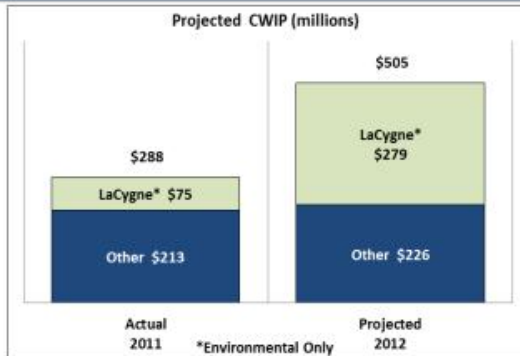 Projected CWIP (millions)
$288
LaCygne* $75
Other $213
$505
LaCygne*
$279
Other $226
Actual
2011
Projected
2012
*Environmental Only